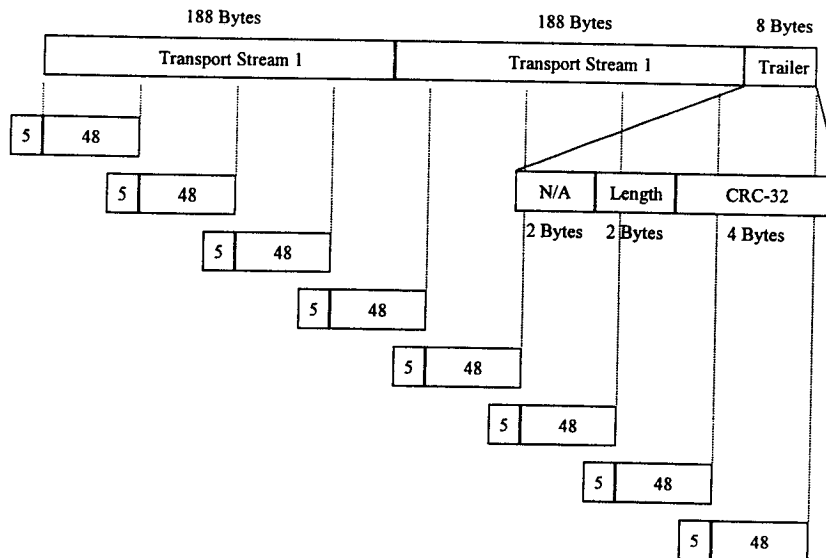 188 Bytes 188 Bytes 8 Bytes
Transport Stream 1 Transport Stream 1 Trailer
5 48
N/A Length CRC-32
5 48
2 Bytes 2 Bytes 4 Bytes
5 48
5 48
5 48
5 48
5 48
5 48